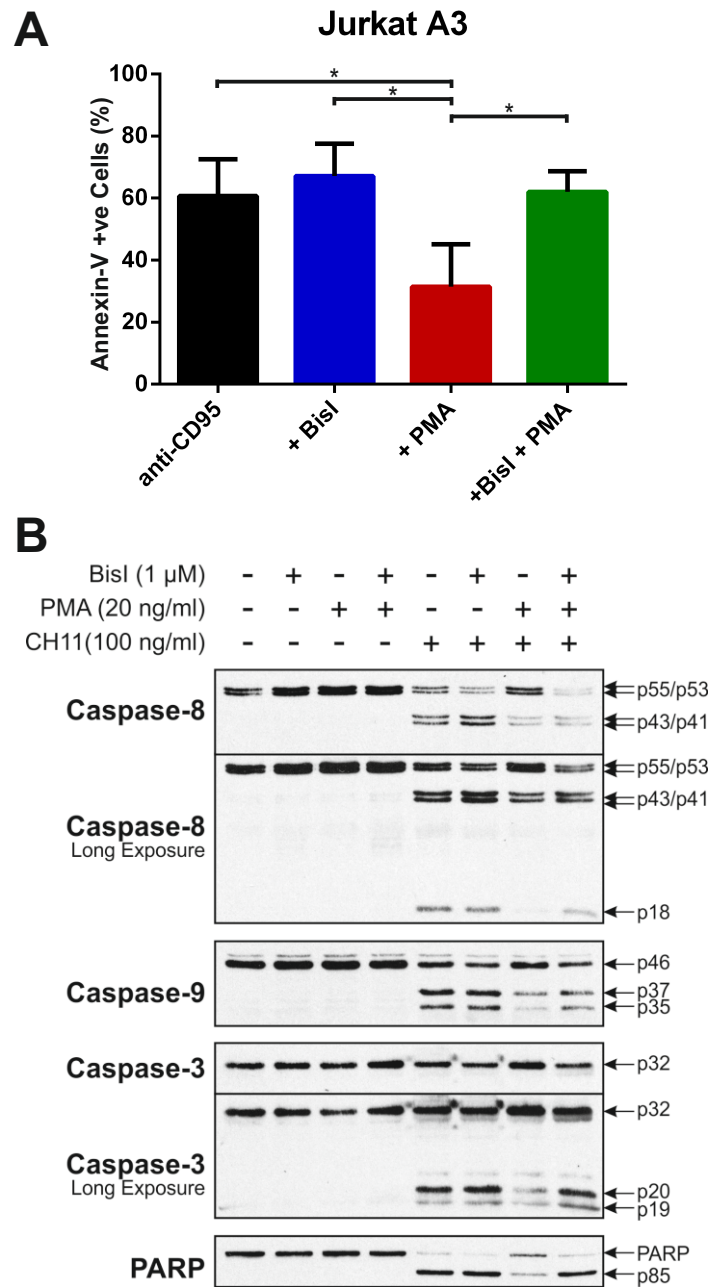 A
Jurkat A3
Annexin-V +ve Cells (%)
100
80
60
40
20
0
*
*
*
anti-CD95
+ BisI
+ PMA
+BisI + PMA
B
BisI (1 µM) - + - + - + - +
PMA (20 ng/ml) - - + + - - + +
CH11(100 ng/ml) - - - - + + + +
Caspase-8
p55/p53
p43/p41
Caspase-8
Long Exposure
p55/p53
p43/p41
p18
Caspase-9
p46
p37
p35
Caspase-3
p32
Caspase-3
Long Exposure
p32
p20
p19
PARP
PARP
p85